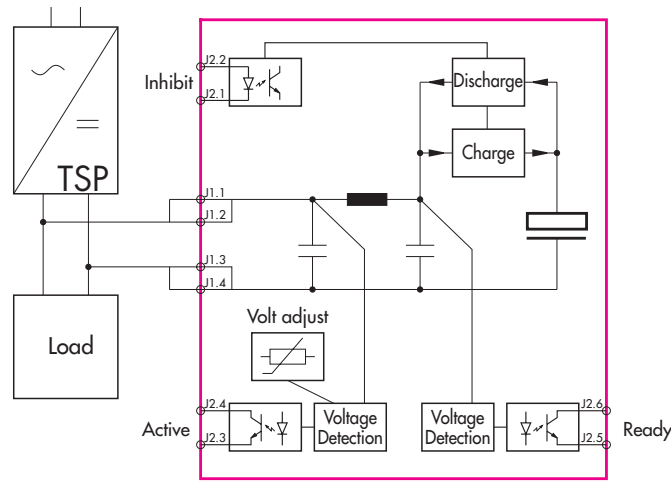 J2.2
Inhibit
J2.1
Discharge
Charge
TSP
J1.1
J1.2
J1.3
J1.4
Load
Volt adjust
J2.4
Active
J2.3
Voltage
Detection
Voltage
Detection
J2.6
Ready
J2.5